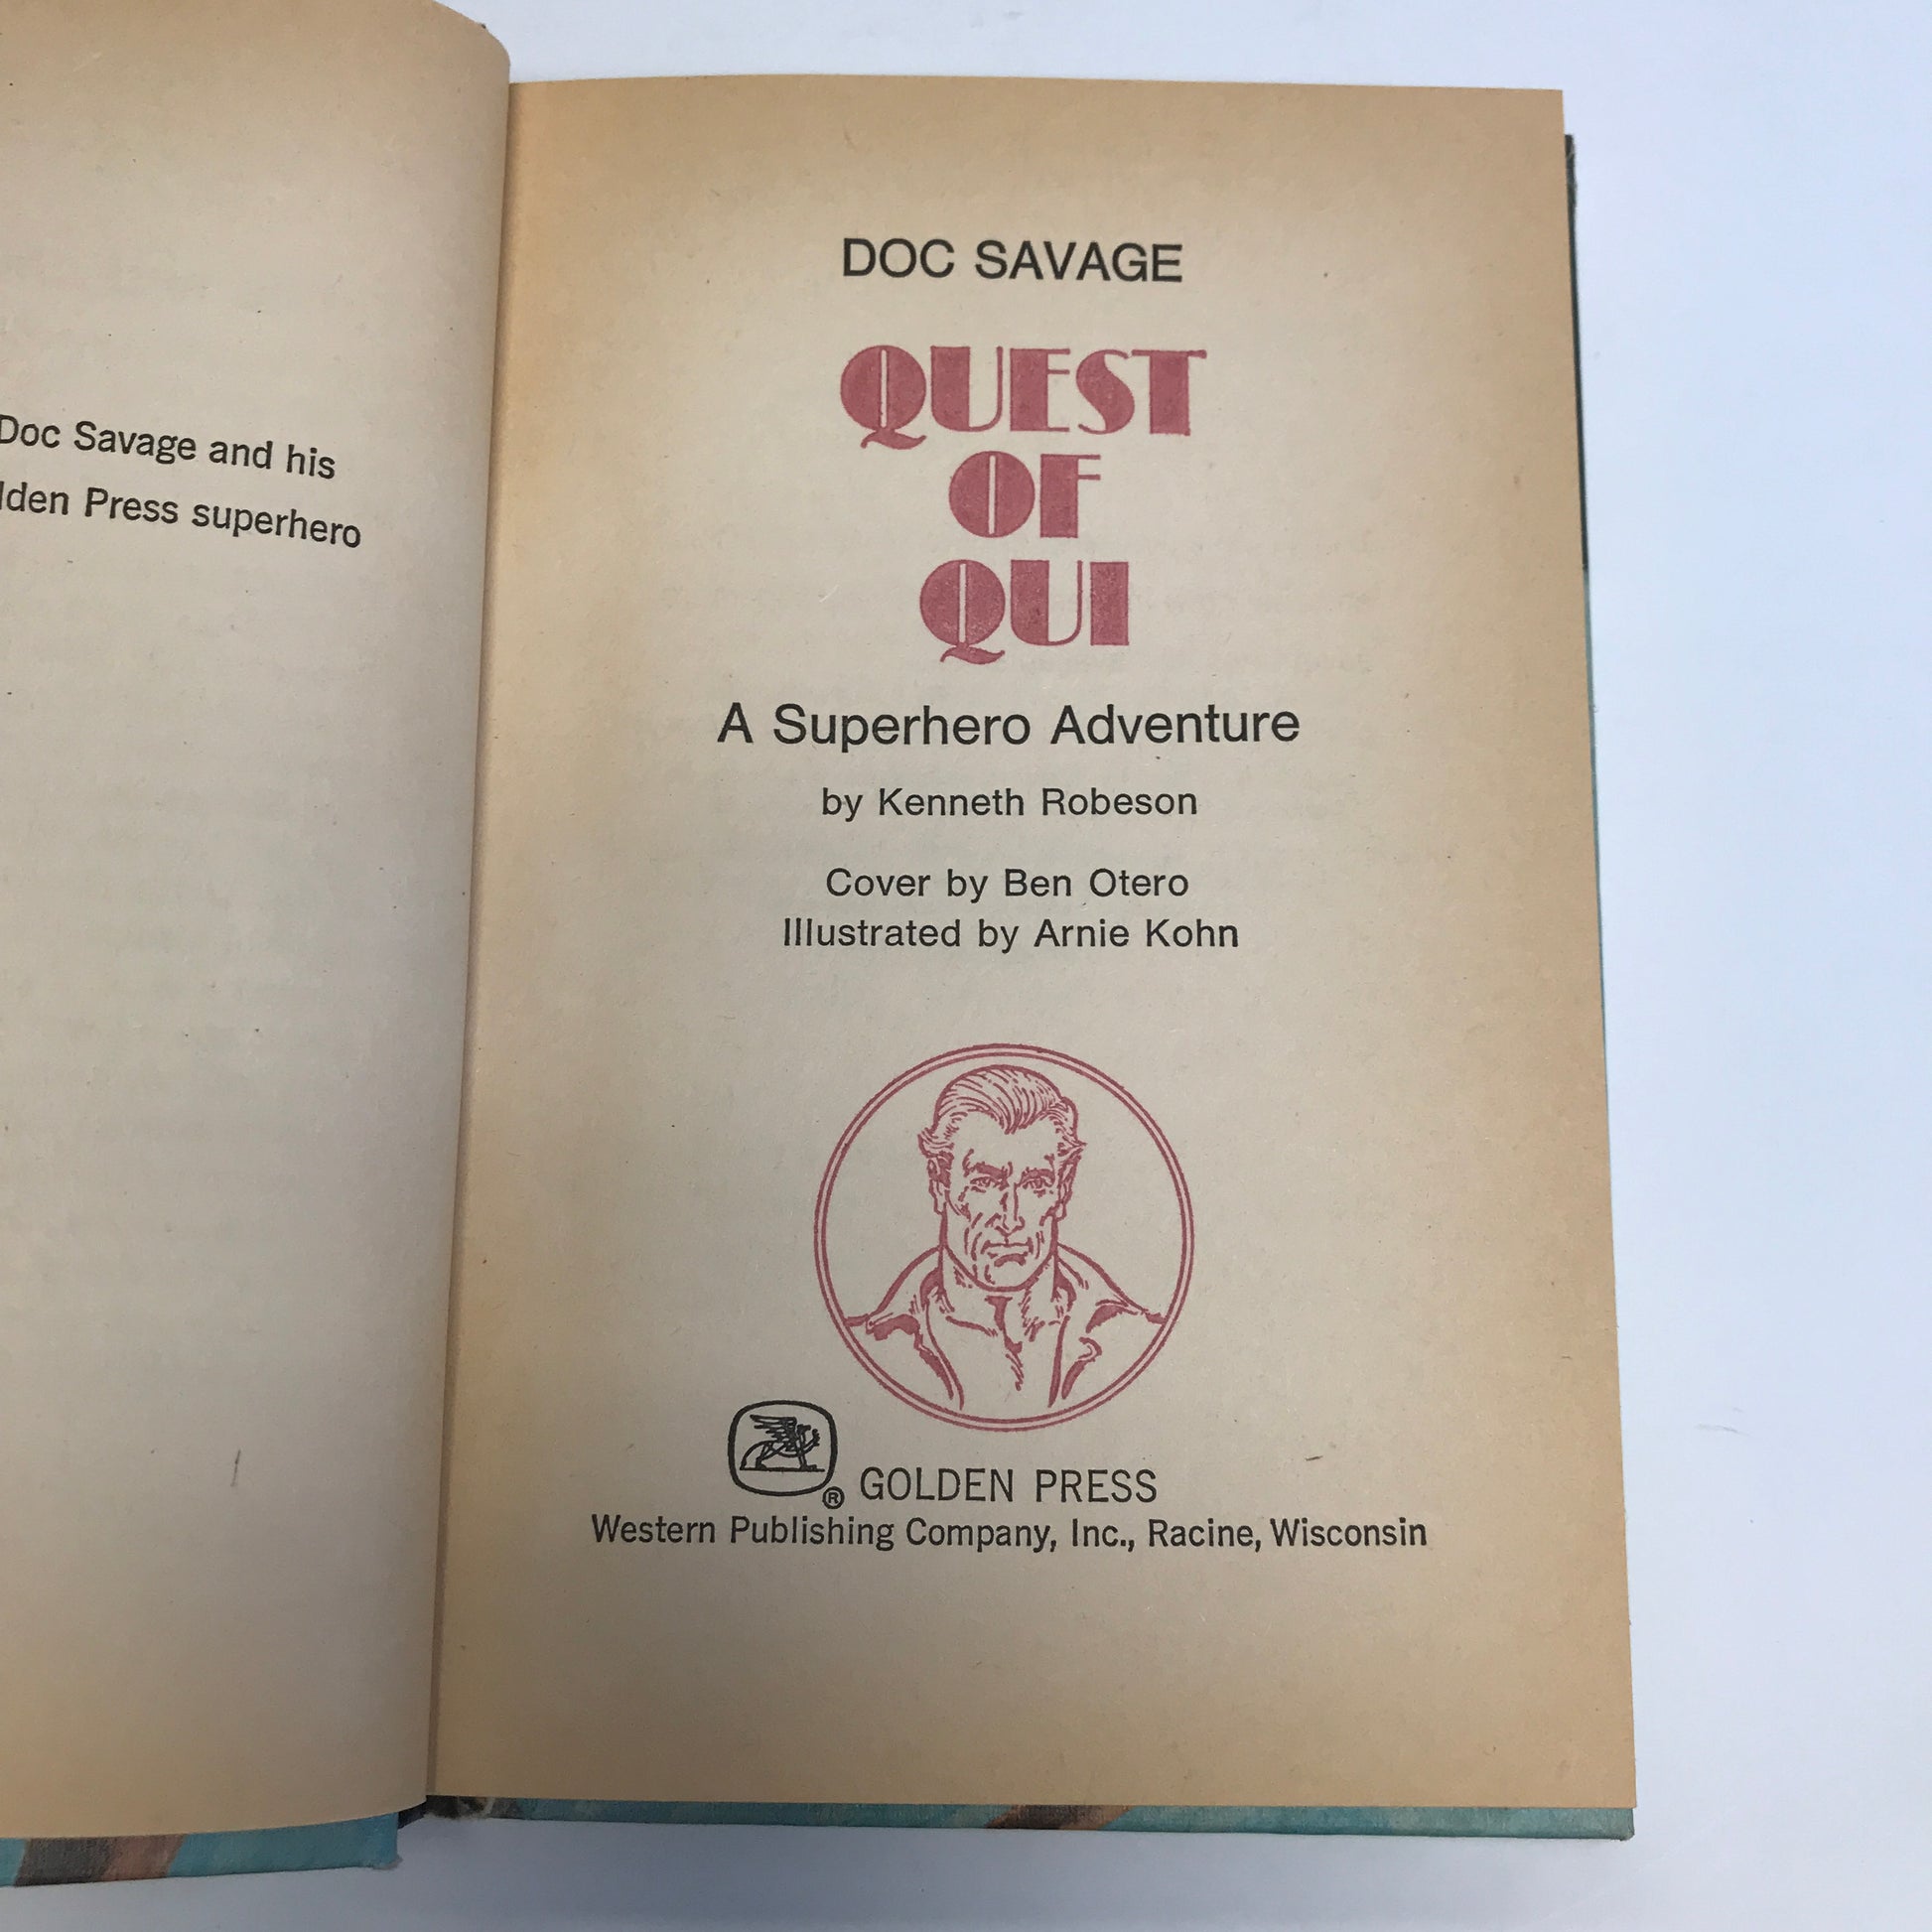 Doc Savage and his
Press superhero
DOC SAVAGE
QUEST
OF
QUI
A Superhero Adventure
by Kenneth Robeson
Cover by Ben Otero
Illustrated by Arnie Kohn
® GOLDEN PRESS
Western Publishing Company, Inc., Racine, Wisconsin